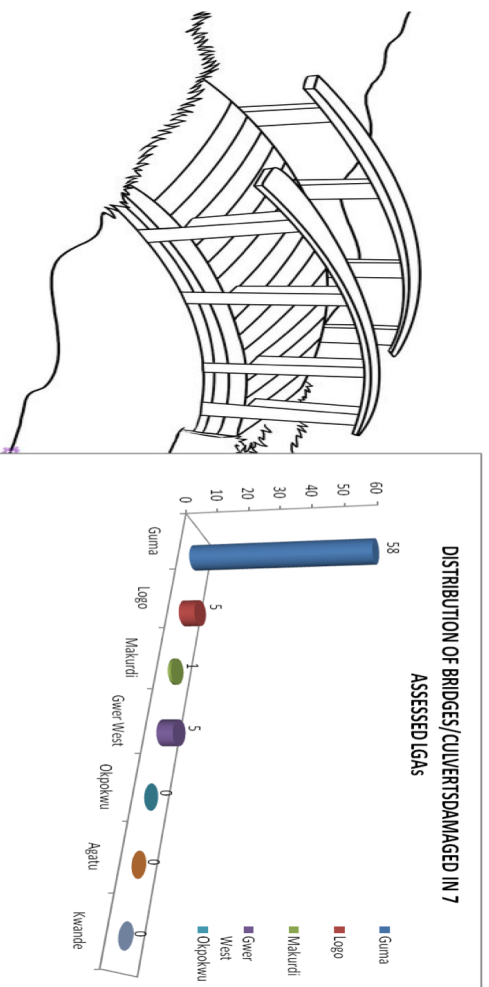 DISTRIBUTION OF BRIDGES/CULVERTSDAMAGED IN 7
ASSESSED LGAs
60
50
40
30
20
10
0
58
5
1
5
0
0
0
Guma
Logo
Makurdi
Gwer West
Okpokwu
Agatu
Kwande
Guma
Logo
Makurdi
Gwer
West
Okpokwu